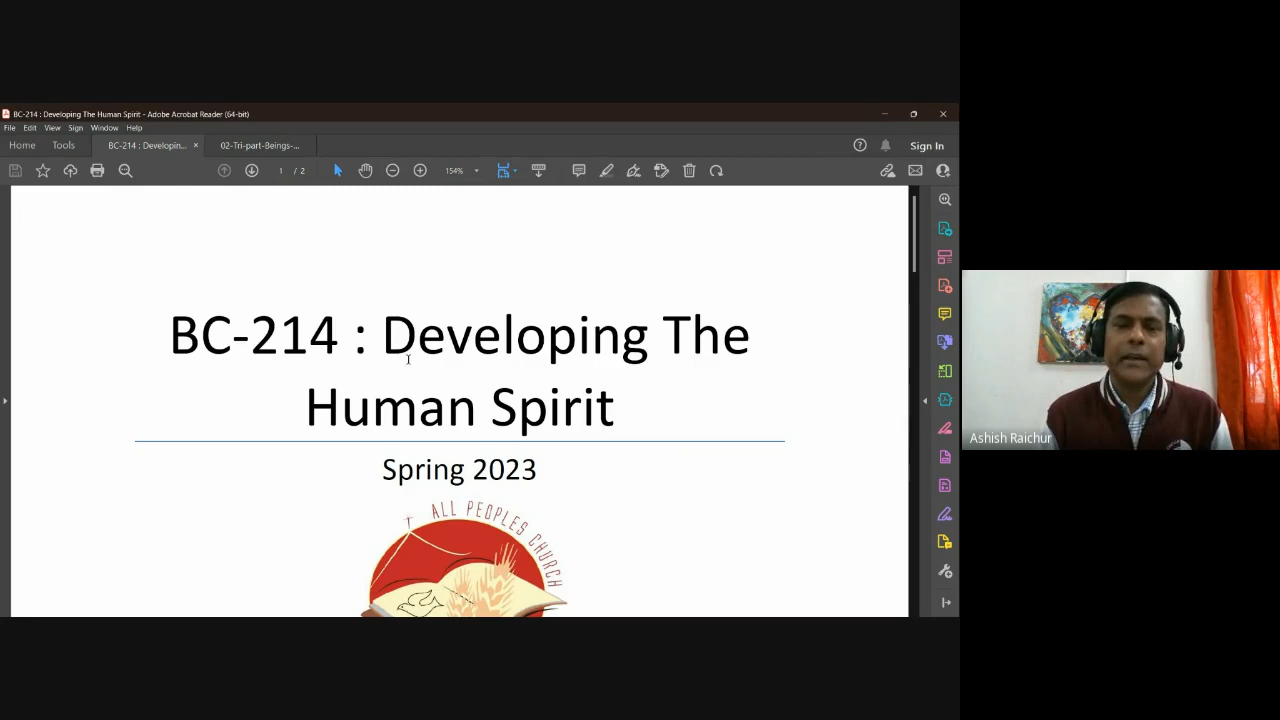 BC-214 : Developing The Human Spirit - Adobe Acrobat Reader (64-bit)
File Edit View Sign Window Help
Home Tools BC-214 : Developin... × 02-Tri-part-Beings-... Sign In
1 / 2 154%
BC-214 : Developing The
Human Spirit
Spring 2023
ALL PEOPLES CHURCH
Ashish Raichur